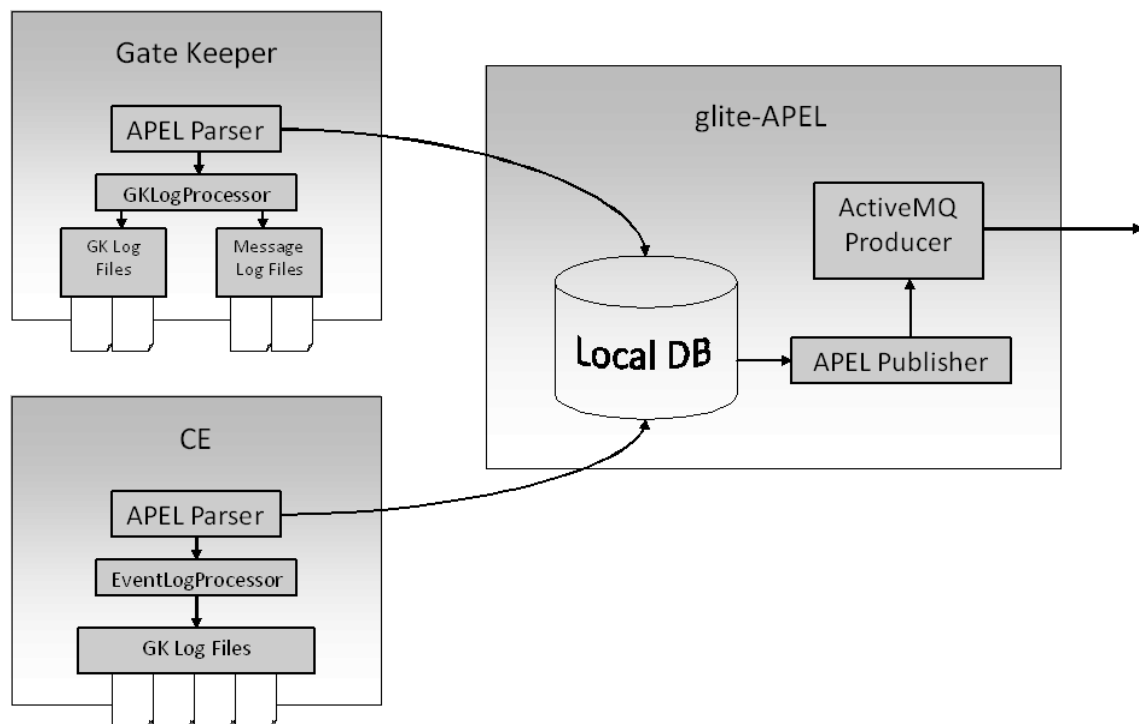 Gate Keeper
APEL Parser
GKLogProcessor
GK Log
Files
Message
Log Files
CE
APEL Parser
EventLogProcessor
GK Log Files
glite-APEL
ActiveMQ
Producer
Local DB
APEL Publisher